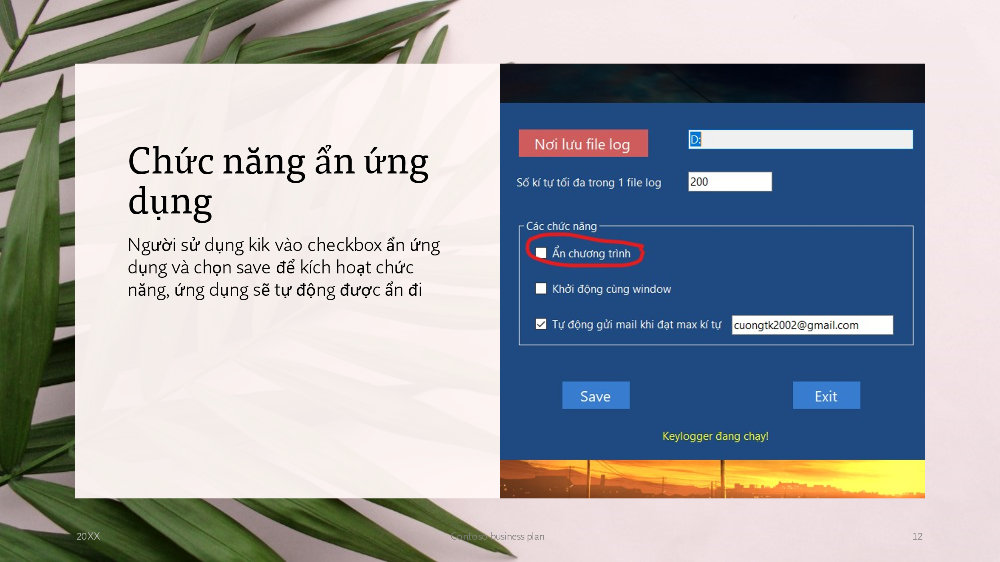 Chức năng ẩn ứng
dụng
Người sử dụng kik vào checkbox ẩn ứng
dụng và chọn save để kích hoạt chức
năng, ứng dụng sẽ tự động được ẩn đi
Nơi lưu file log
D:
Số kí tự tối đa trong 1 file log
200
Các chức năng
Ẩn chương trình
Khởi động cùng window
Tự động gửi mail khi đạt max kí tự
cuongtk2002@gmail.com
Save
Exit
Keylogger đang chạy!
20XX
Contoso business plan
12